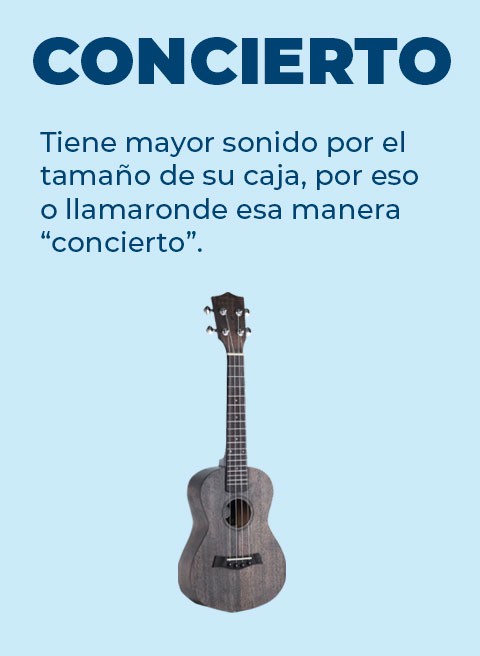 CONCIERTO
Tiene mayor sonido por el
tamaño de su caja, por eso
o llamaronde esa manera
“concierto”.